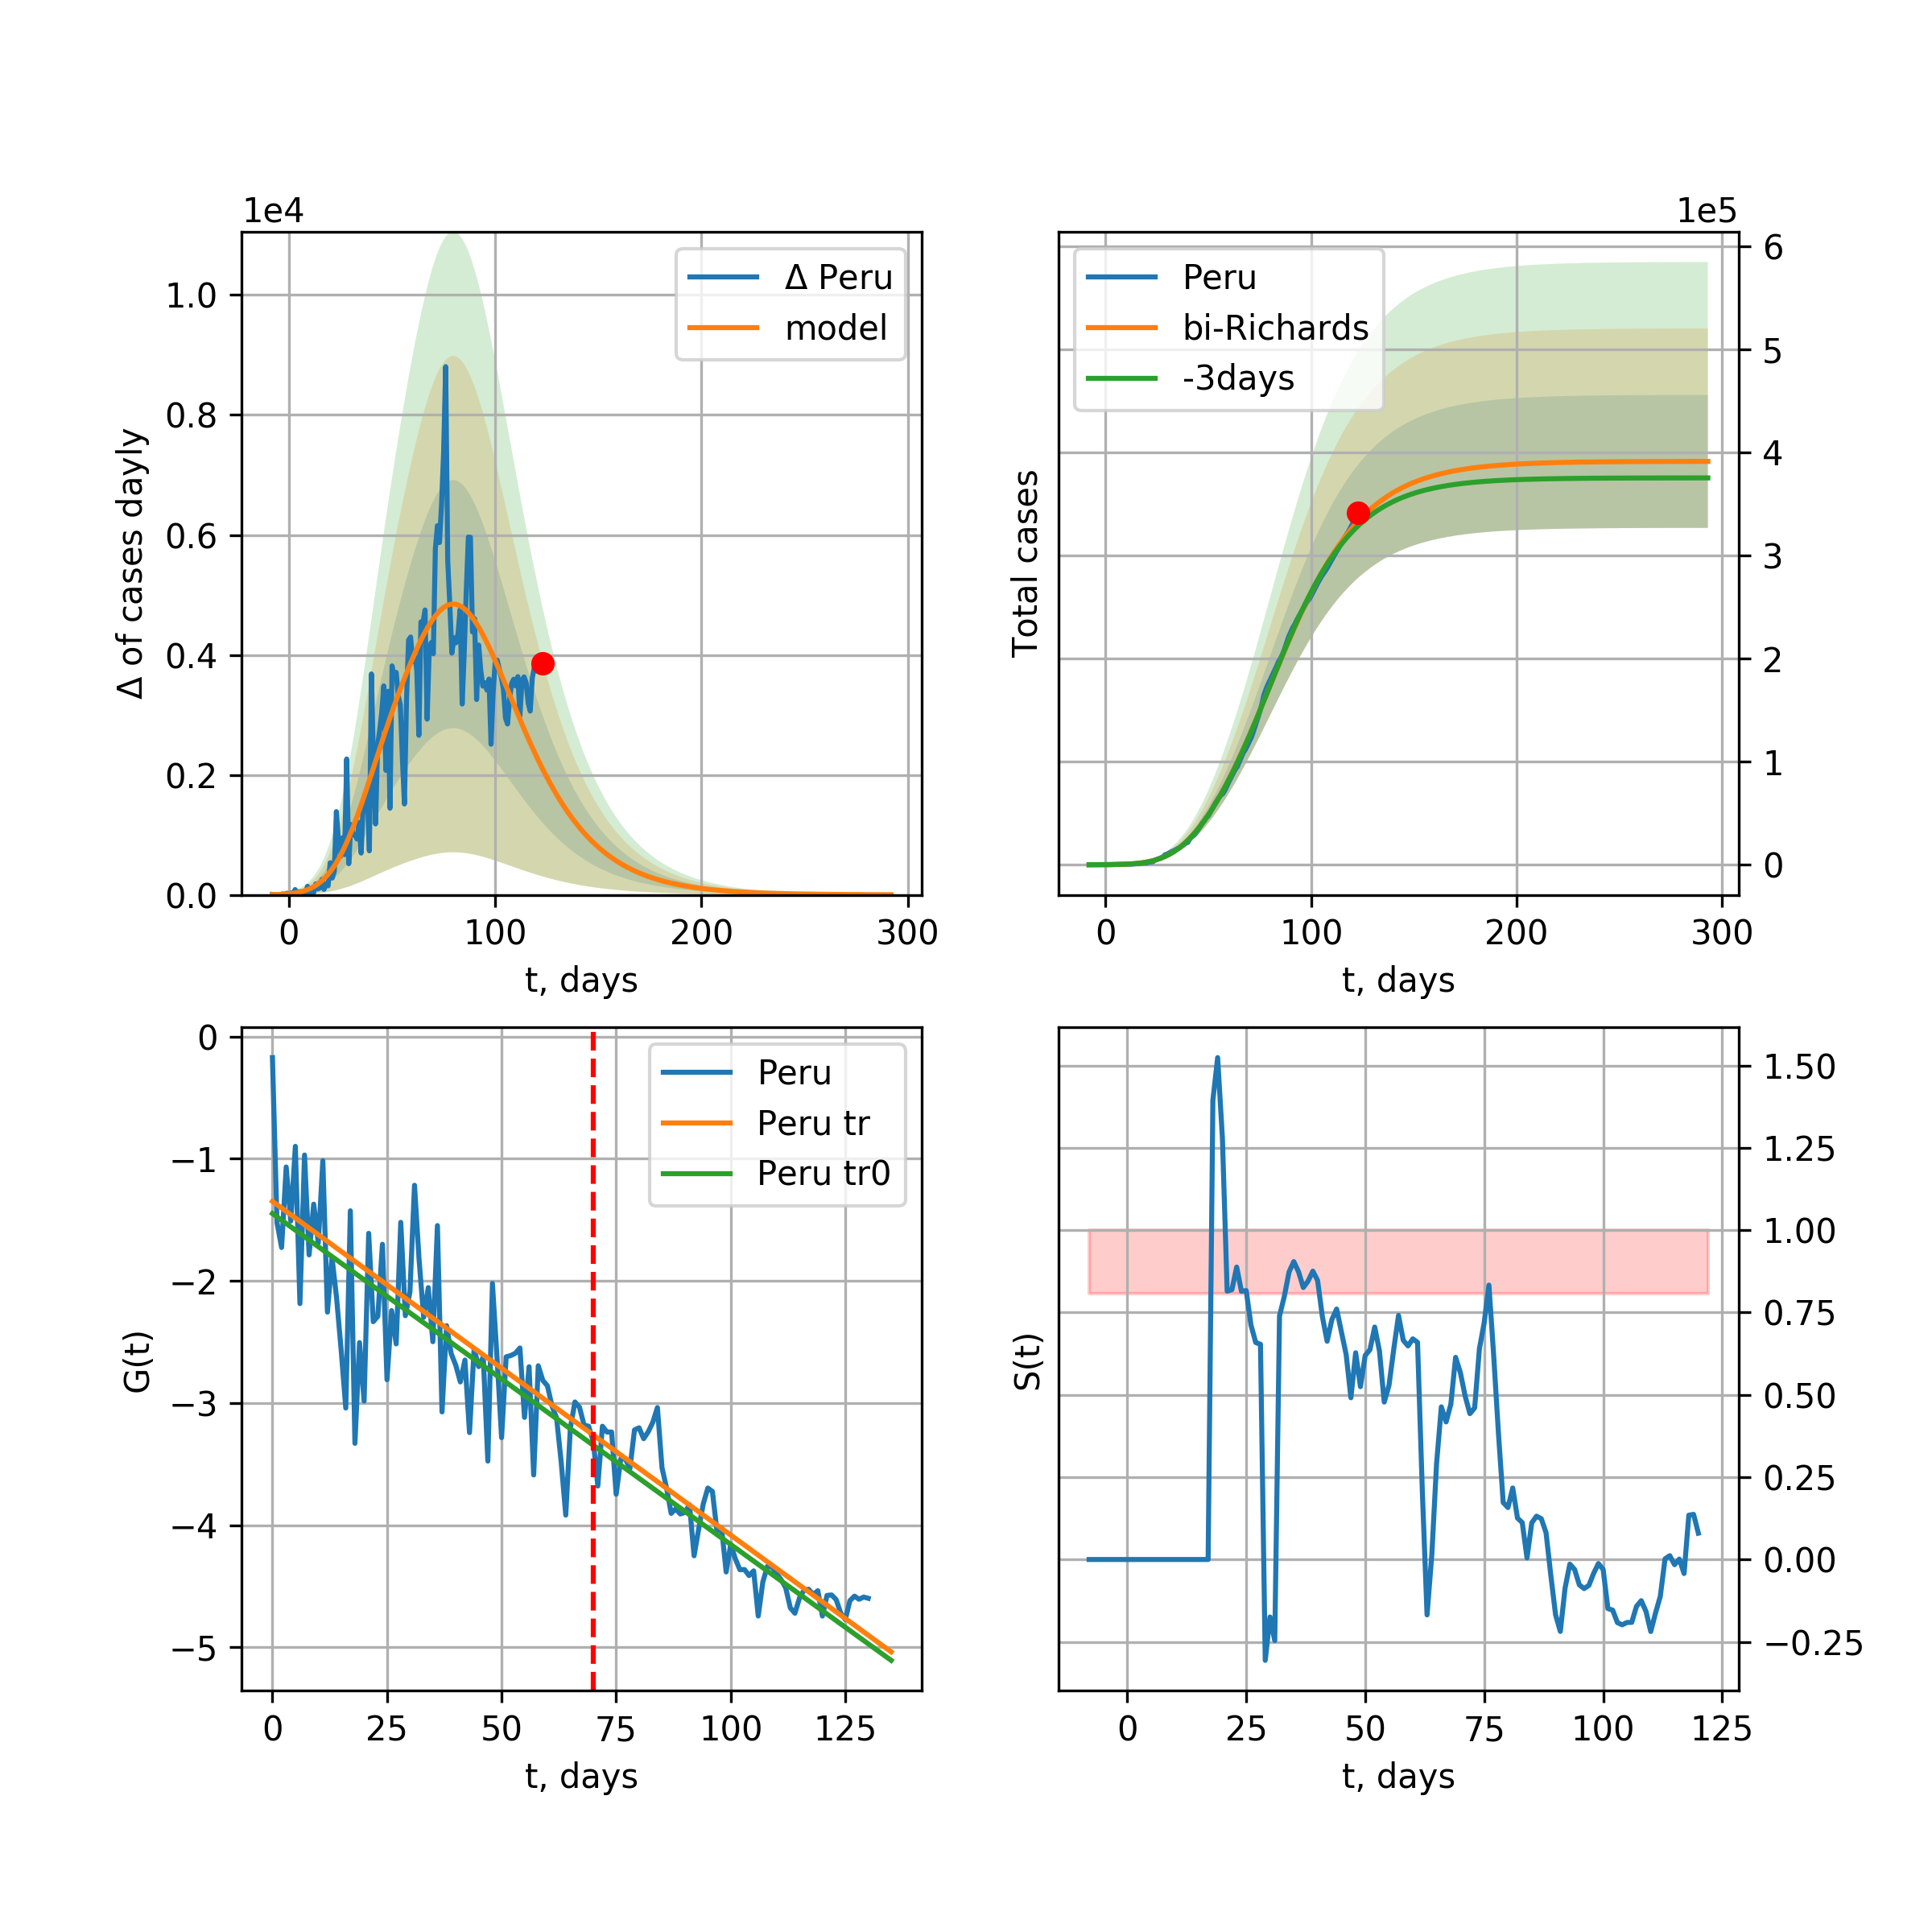 1e4
Δ of cases dayly
1.0
0.8
0.6
0.4
0.2
0.0
0 100 200 300
t, days
Δ Peru
model
1e5
Total cases
6
5
4
3
2
1
0
0 100 200 300
t, days
Peru
bi-Richards
-3days
G(t)
0
−1
−2
−3
−4
−5
0 25 50 75 100 125
t, days
Peru
Peru tr
Peru tr0
S(t)
1.50
1.25
1.00
0.75
0.50
0.25
0.00
−0.25
0 25 50 75 100 125
t, days